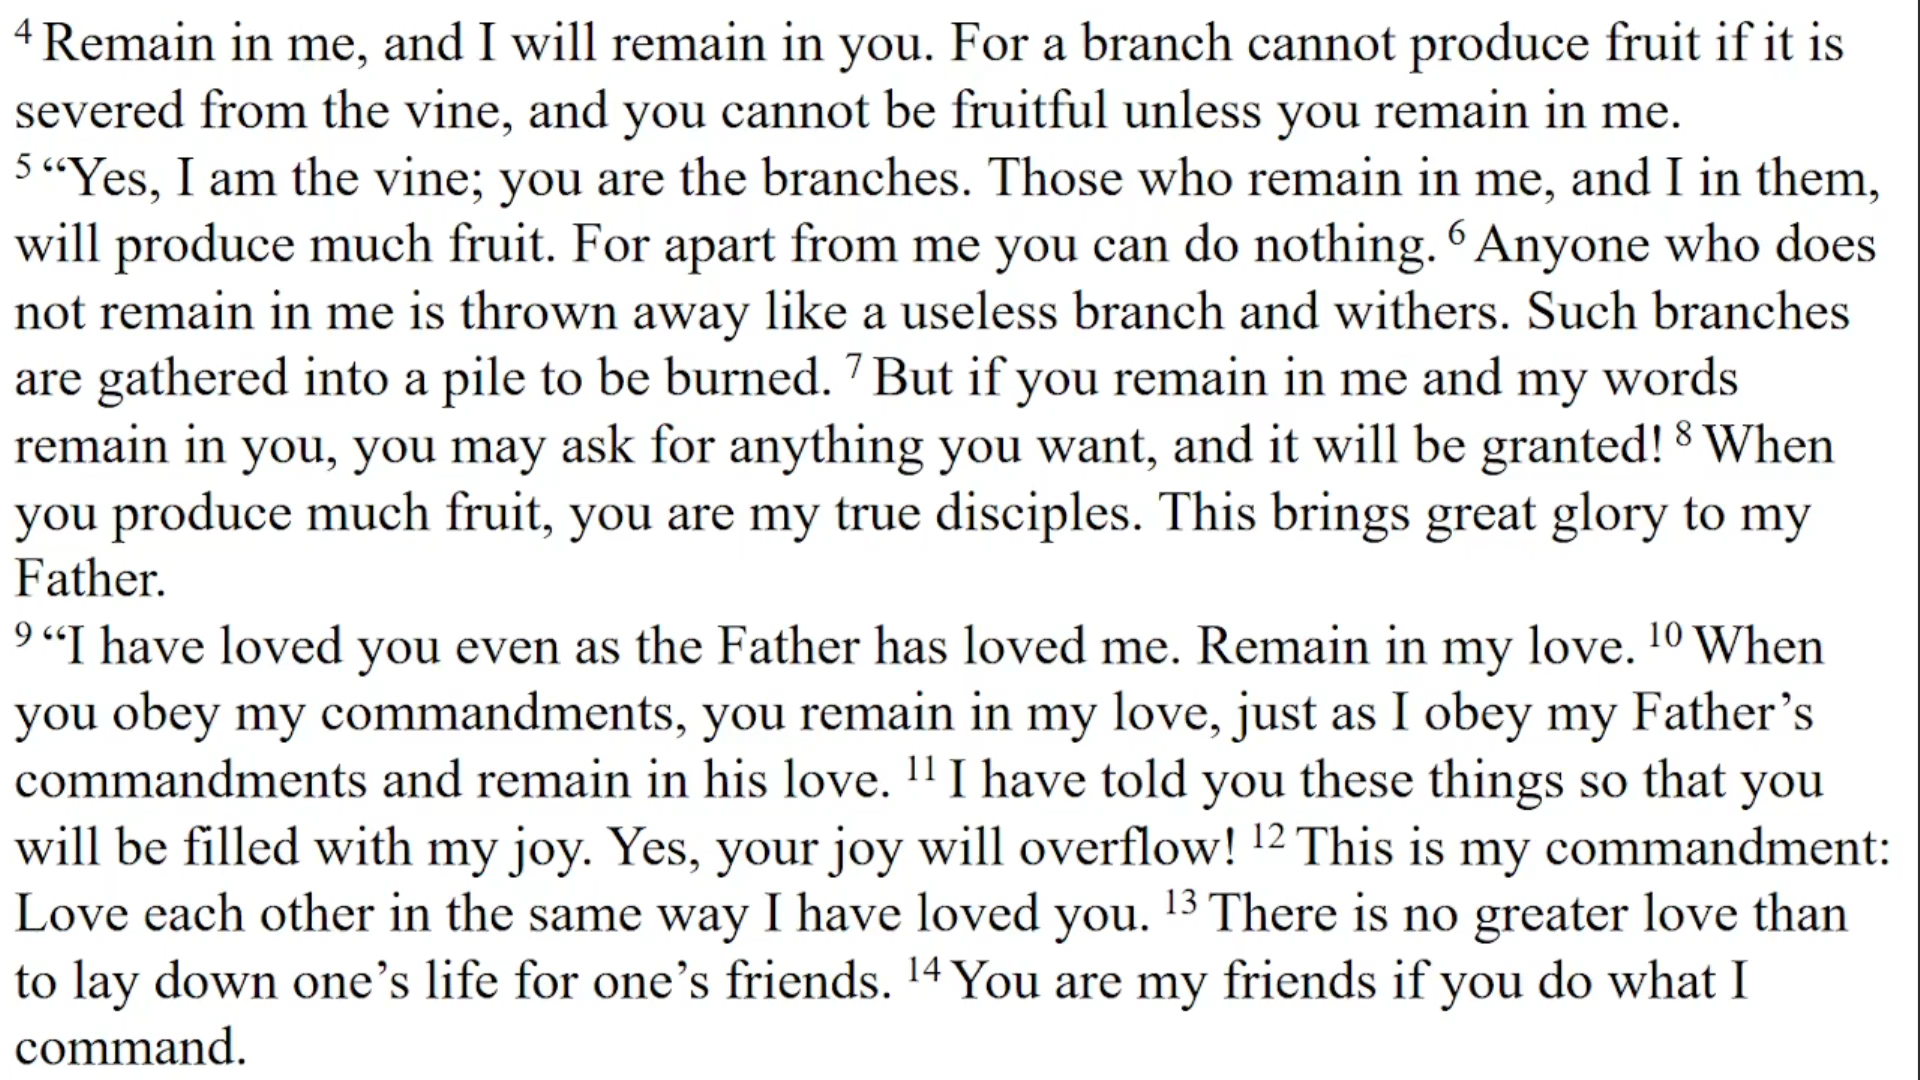 4 Remain in me, and I will remain in you. For a branch cannot produce fruit if it is
severed from the vine, and you cannot be fruitful unless you remain in me.
5 “Yes, I am the vine; you are the branches. Those who remain in me, and I in them,
will produce much fruit. For apart from me you can do nothing. 6 Anyone who does
not remain in me is thrown away like a useless branch and withers. Such branches
are gathered into a pile to be burned. 7 But if you remain in me and my words
remain in you, you may ask for anything you want, and it will be granted! 8 When
you produce much fruit, you are my true disciples. This brings great glory to my
Father.
9 “I have loved you even as the Father has loved me. Remain in my love. 10 When
you obey my commandments, you remain in my love, just as I obey my Father’s
commandments and remain in his love. 11 I have told you these things so that you
will be filled with my joy. Yes, your joy will overflow! 12 This is my commandment:
Love each other in the same way I have loved you. 13 There is no greater love than
to lay down one’s life for one’s friends. 14 You are my friends if you do what I
command.